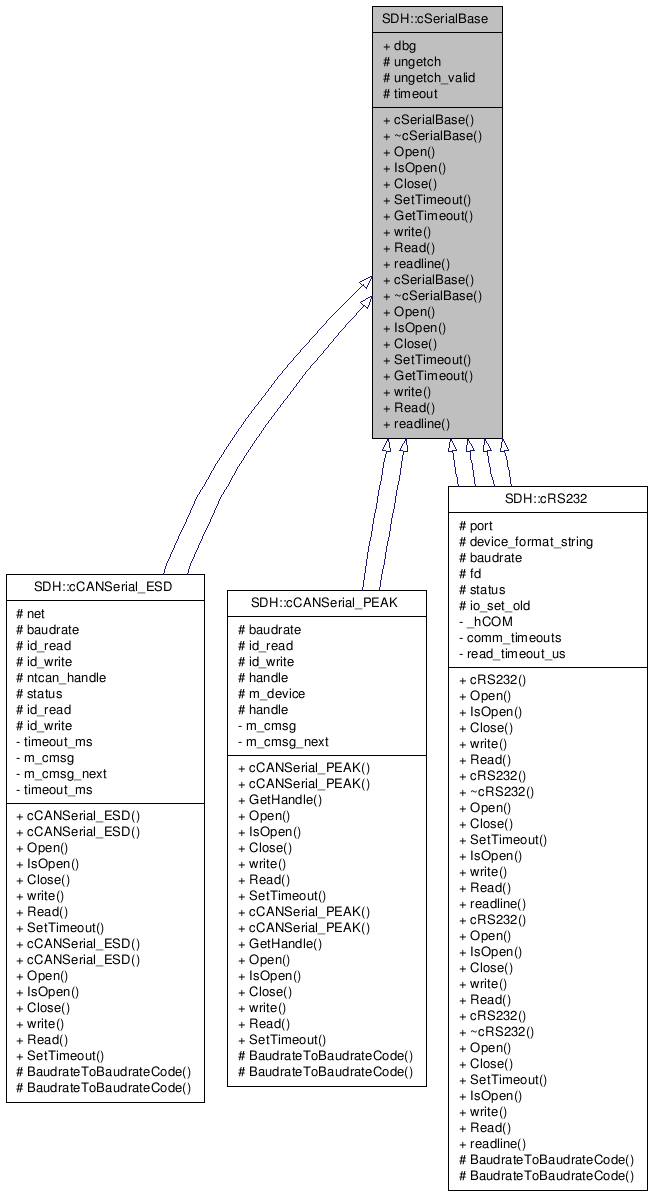 SDH::cSerialBase
+ dbg
# ungetch
# ungetch_valid
# timeout
+ cSerialBase()
+ ~cSerialBase()
+ Open()
+ IsOpen()
+ Close()
+ SetTimeout()
+ GetTimeout()
+ write()
+ Read()
+ readline()
+ cSerialBase()
+ ~cSerialBase()
+ Open()
+ IsOpen()
+ Close()
+ SetTimeout()
+ GetTimeout()
+ write()
+ Read()
+ readline()
SDH::cCANSerial_ESD
# net
# baudrate
# id_read
# id_write
# ntcan_handle
# status
# id_read
# id_write
- timeout_ms
- m_cmsg
- m_cmsg_next
- timeout_ms
+ cCANSerial_ESD()
+ cCANSerial_ESD()
+ Open()
+ IsOpen()
+ Close()
+ write()
+ Read()
+ SetTimeout()
+ cCANSerial_ESD()
+ cCANSerial_ESD()
+ Open()
+ IsOpen()
+ Close()
+ write()
+ Read()
+ SetTimeout()
# BaudrateToBaudrateCode()
# BaudrateToBaudrateCode()
SDH::cCANSerial_PEAK
# baudrate
# id_read
# id_write
# handle
# m_device
# handle
- m_cmsg
- m_cmsg_next
+ cCANSerial_PEAK()
+ cCANSerial_PEAK()
+ GetHandle()
+ Open()
+ IsOpen()
+ Close()
+ write()
+ Read()
+ SetTimeout()
+ cCANSerial_PEAK()
+ cCANSerial_PEAK()
+ GetHandle()
+ Open()
+ IsOpen()
+ Close()
+ write()
+ Read()
+ SetTimeout()
# BaudrateToBaudrateCode()
# BaudrateToBaudrateCode()
SDH::cRS232
# port
# device_format_string
# baudrate
# fd
# status
# io_set_old
- _hCOM
- comm_timeouts
- read_timeout_us
+ cRS232()
+ Open()
+ IsOpen()
+ Close()
+ write()
+ Read()
+ cRS232()
+ ~cRS232()
+ Open()
+ Close()
+ SetTimeout()
+ IsOpen()
+ write()
+ Read()
+ readline()
+ cRS232()
+ Open()
+ IsOpen()
+ Close()
+ write()
+ Read()
+ cRS232()
+ ~cRS232()
+ Open()
+ Close()
+ SetTimeout()
+ IsOpen()
+ write()
+ Read()
+ readline()
# BaudrateToBaudrateCode()
# BaudrateToBaudrateCode()